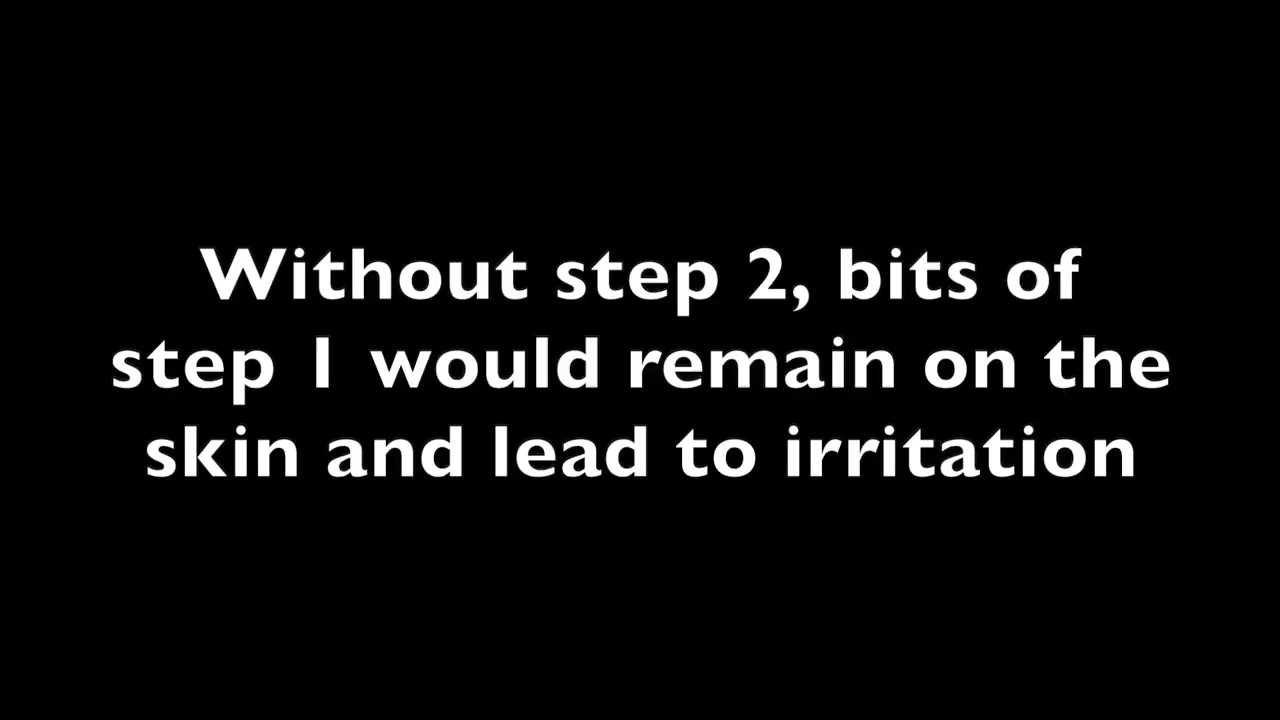 Without step 2, bits of
step 1 would remain on the
skin and lead to irritation